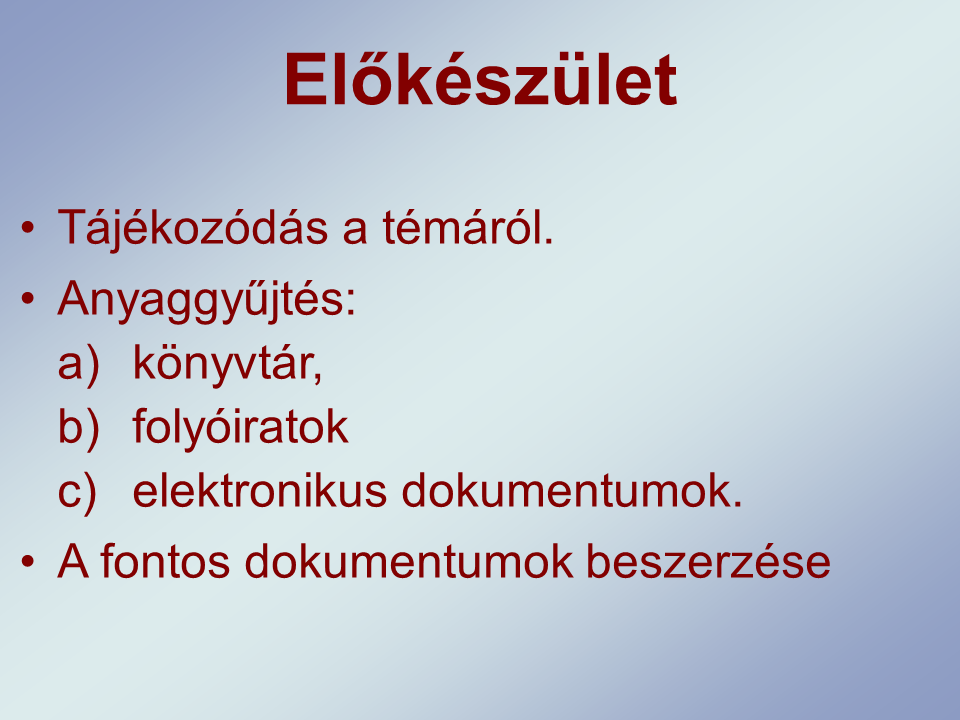 Előkészület
• Tájékozódás a témáról.
• Anyaggyűjtés:
a) könyvtár,
b) folyóiratok
c) elektronikus dokumentumok.
• A fontos dokumentumok beszerzése